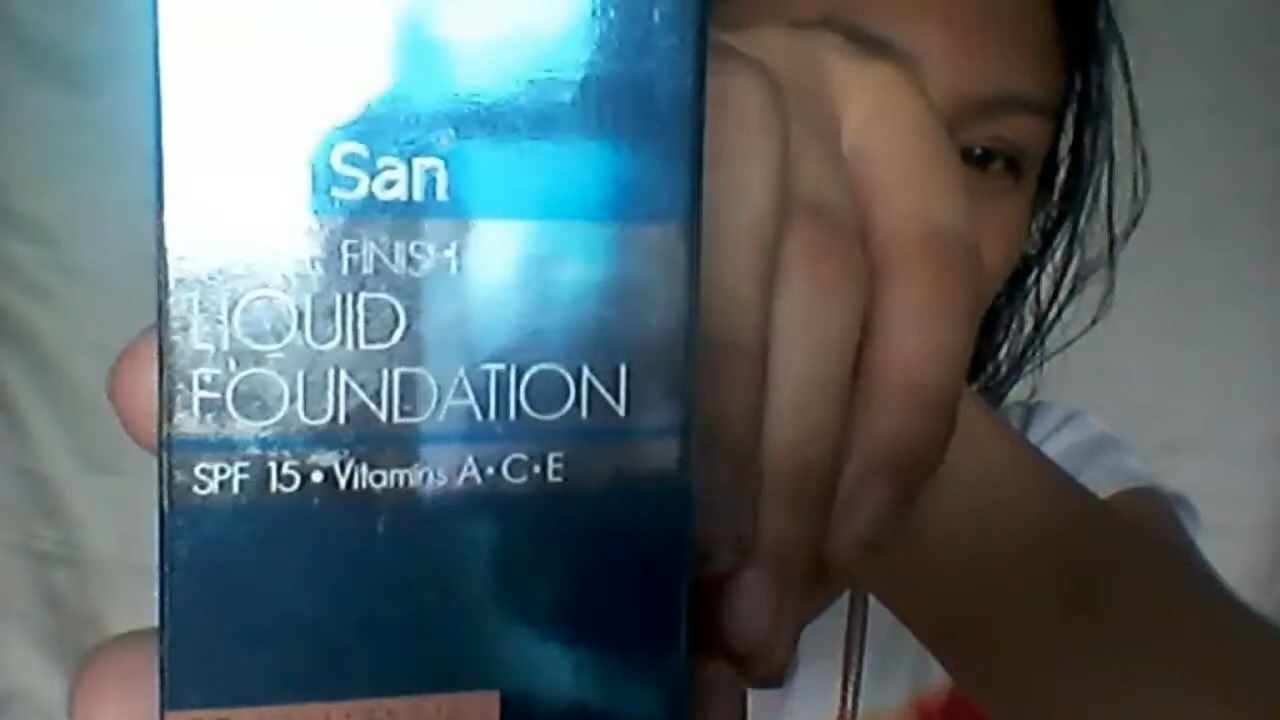 San
FINISH
LIQUID
FOUNDATION
SPF 15 • Vitamins A•C•E